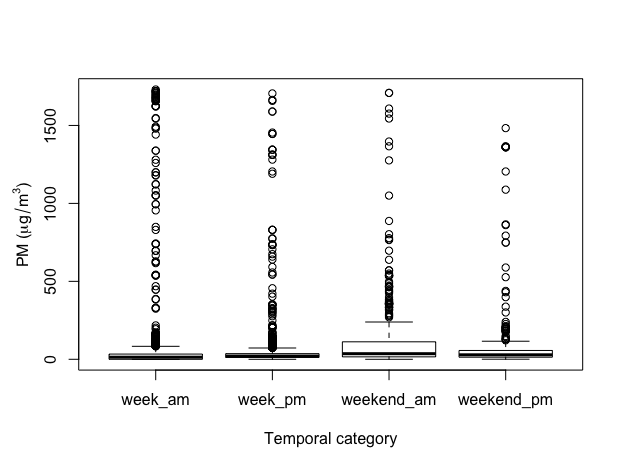 PM (μg/m³)
1500
1000
500
0
week_am week_pm weekend_am weekend_pm
Temporal category